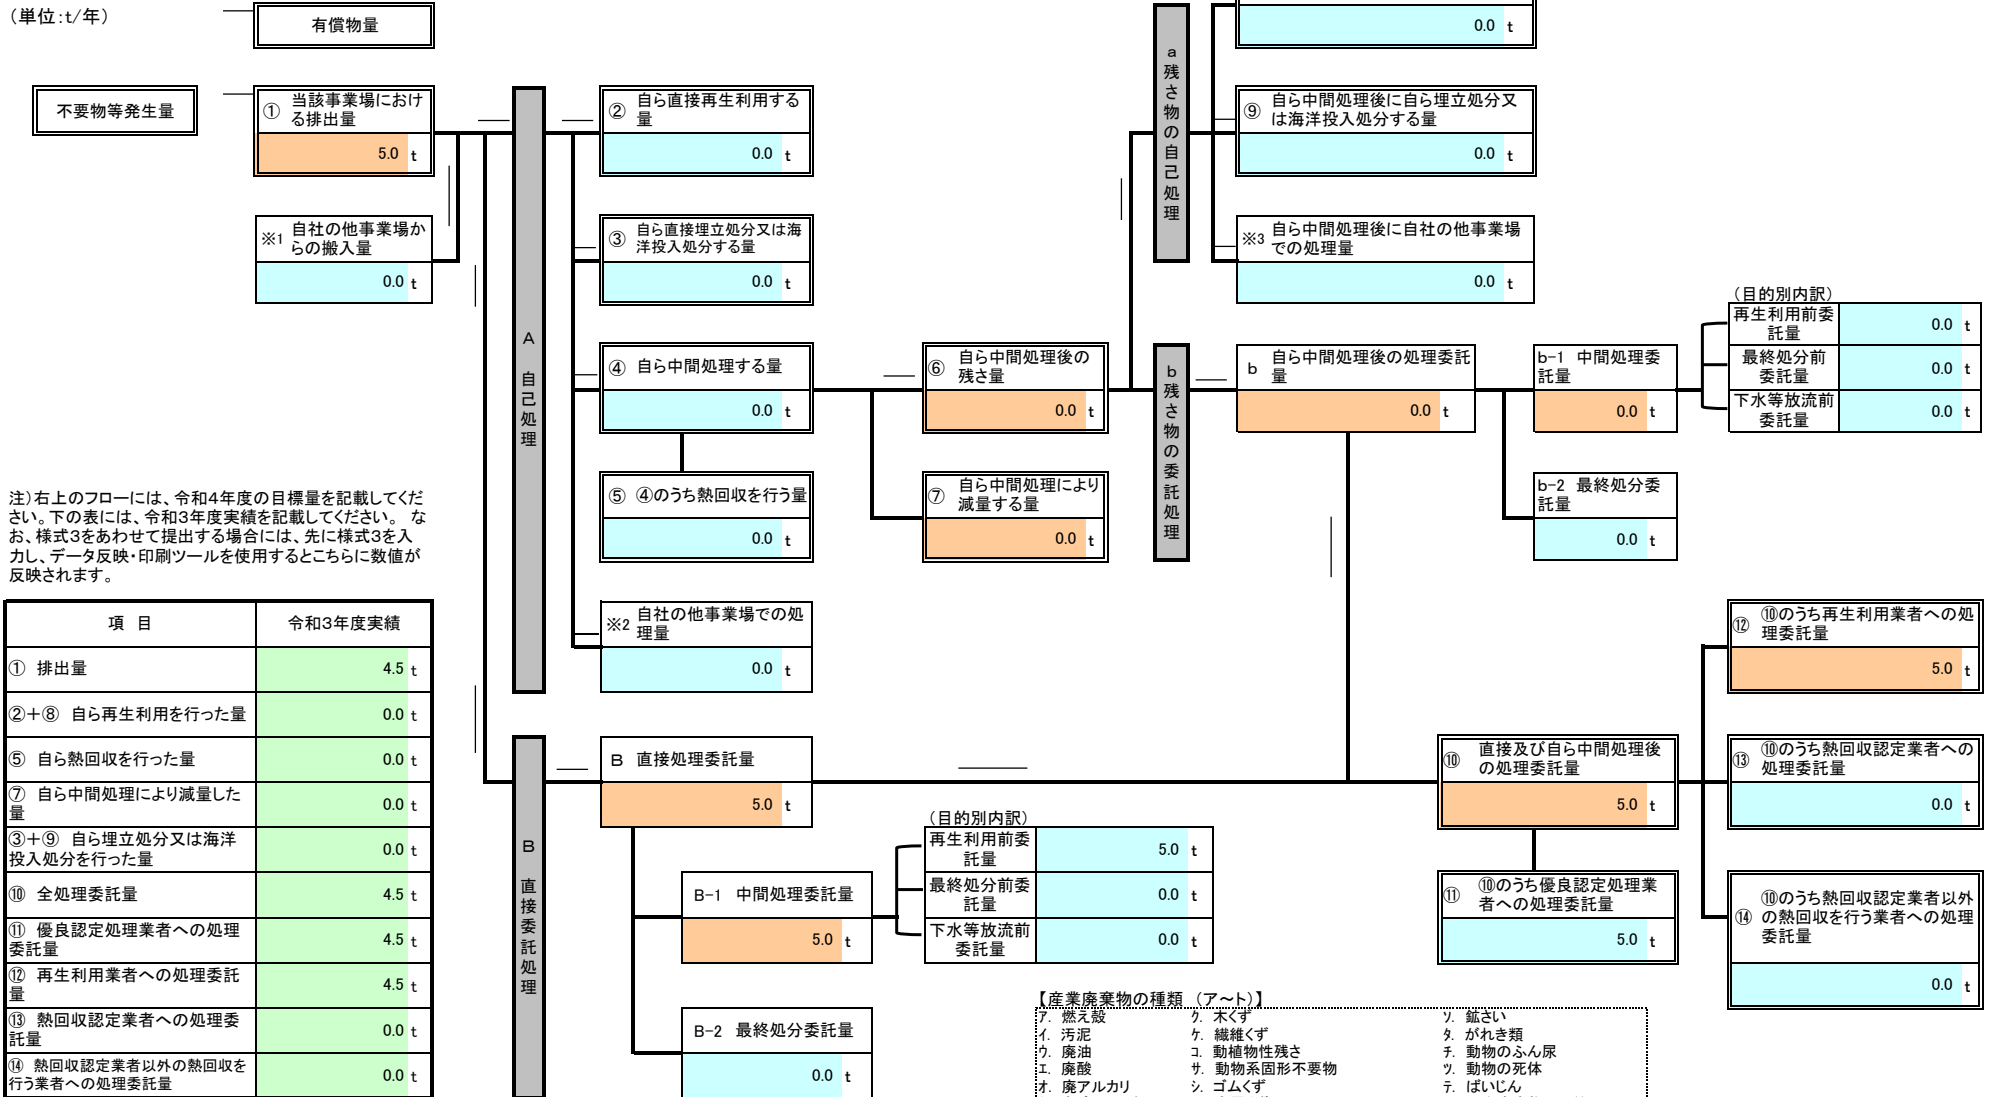 （単位:t/年）
有償物量
0.0 t
不要物等発生量
① 当該事業場におけ
る排出量
5.0 t
※1 自社の他事業場か
らの搬入量
0.0 t
A 自己処理
② 自ら直接再生利用する
量
0.0 t
③ 自ら直接埋立処分又は海
洋投入処分する量
0.0 t
④ 自ら中間処理する量
0.0 t
⑤ ④のうち熱回収を行う量
0.0 t
※2 自社の他事業場での処
理量
0.0 t
⑥ 自ら中間処理後の
残さ量
0.0 t
⑦ 自ら中間処理により
減量する量
0.0 t
a 残さ物の自己処理
⑨ 自ら中間処理後に自ら埋立処分又
は海洋投入処分する量
0.0 t
※3 自ら中間処理後に自社の他事業場
での処理量
0.0 t
b 残さ物の委託処理
b 自ら中間処理後の処理委託
量
0.0 t
b-1 中間処理委
託量
0.0 t
b-2 最終処分委
託量
0.0 t
（目的別内訳）
再生利用前委
託量
0.0 t
最終処分前
委託量
0.0 t
下水等放流前
委託量
0.0 t
注）右上のフローには、令和4年度の目標量を記載してくだ
さい。下の表には、令和3年度実績を記載してください。 な
お、様式3をあわせて提出する場合には、先に様式3を入
力し、データ反映・印刷ツールを使用するとこちらに数値が
反映されます。
項 目 令和3年度実績
① 排出量 4.5 t
②＋⑧ 自ら再生利用を行った量 0.0 t
⑤ 自ら熱回収を行った量 0.0 t
⑦ 自ら中間処理により減量した
量 0.0 t
③＋⑨ 自ら埋立処分又は海洋
投入処分を行った量 0.0 t
⑩ 全処理委託量 4.5 t
⑪ 優良認定処理業者への処理
委託量 4.5 t
⑫ 再生利用業者への処理委託
量 4.5 t
⑬ 熱回収認定業者への処理委
託量 0.0 t
⑭ 熱回収認定業者以外の熱回収を
行う業者への処理委託量 0.0 t
B 直接委託処理
B 直接処理委託量
5.0 t
B-1 中間処理委託量
5.0 t
B-2 最終処分委託量
0.0 t
（目的別内訳）
再生利用前委
託量
5.0 t
最終処分前委
託量
0.0 t
下水等放流前
委託量
0.0 t
⑩ 直接及び自ら中間処理後
の処理委託量
5.0 t
⑪ ⑩のうち優良認定処理業
者への処理委託量
5.0 t
⑫ ⑩のうち再生利用業者への処
理委託量
5.0 t
⑬ ⑩のうち熱回収認定業者への
処理委託量
0.0 t
⑭ ⑩のうち熱回収認定業者以外
の熱回収を行う業者への処理
委託量
0.0 t
【産業廃棄物の種類 （ア～ト）】
ア. 燃え殻 ク. 木くず ソ. 鉱さい
イ. 汚泥 ケ. 繊維くず タ. がれき類
ウ. 廃油 コ. 動植物性残さ チ. 動物のふん尿
エ. 廃酸 サ. 動物系固形不要物 ツ. 動物の死体
オ. 廃アルカリ シ. ゴムくず テ. ばいじん